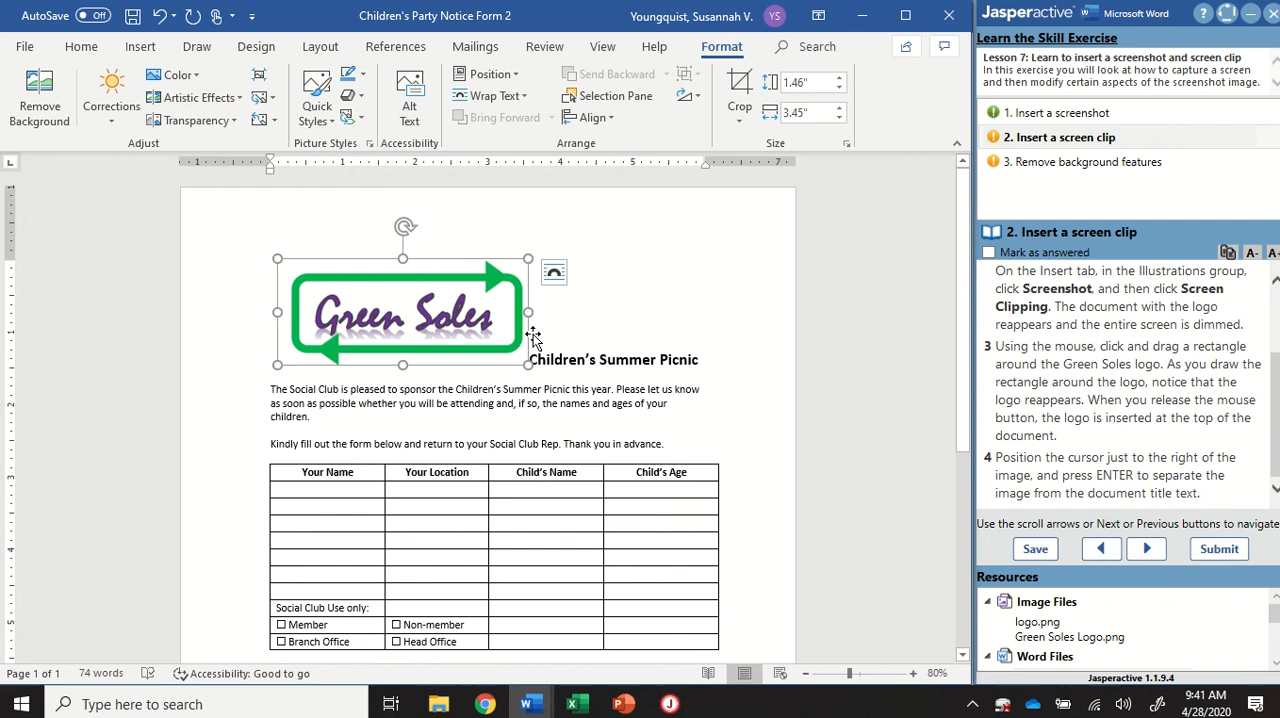 AutoSave Off
Children's Party Notice Form 2
Youngquist, Susannah V.
YS
File Home Insert Draw Design Layout References Mailings Review View Help Format Search
Remove Background
Corrections
Color
Artistic Effects
Transparency
Adjust
Quick Styles
Picture Styles
Alt Text
Accessibility
Position
Wrap Text
Bring Forward
Send Backward
Selection Pane
Align
Arrange
Crop
1.46"
3.45"
Size
1 1 2 3 4 5 7
Green Soles
Children's Summer Picnic
The Social Club is pleased to sponsor the Children's Summer Picnic this year. Please let us know
as soon as possible whether you will be attending and, if so, the names and ages of your
children.
Kindly fill out the form below and return to your Social Club Rep. Thank you in advance.
Your Name Your Location Child's Name Child's Age
Social Club Use only:
☐ Member ☐ Non-member
☐ Branch Office ☐ Head Office
Page 1 of 1 74 words Accessibility: Good to go 80%
Type here to search
9:41 AM
4/28/2020
Jasperactive Microsoft Word
Learn the Skill Exercise
Lesson 7: Learn to insert a screenshot and screen clip
In this exercise you will look at how to capture a screen
and then modify certain aspects of the screenshot image.
1. Insert a screenshot
2. Insert a screen clip
3. Remove background features
2. Insert a screen clip
Mark as answered
A- A+
On the Insert tab, in the Illustrations group,
click Screenshot, and then click Screen
Clipping. The document with the logo
reappears and the entire screen is dimmed.
3 Using the mouse, click and drag a rectangle
around the Green Soles logo. As you draw the
rectangle around the logo, notice that the
logo reappears. When you release the mouse
button, the logo is inserted at the top of the
document.
4 Position the cursor just to the right of the
image, and press ENTER to separate the
image from the document title text.
Use the scroll arrows or Next or Previous buttons to navigate
Save Submit
Resources
Image Files
logo.png
Green Soles Logo.png
Word Files
Jasperactive 1.1.9.4